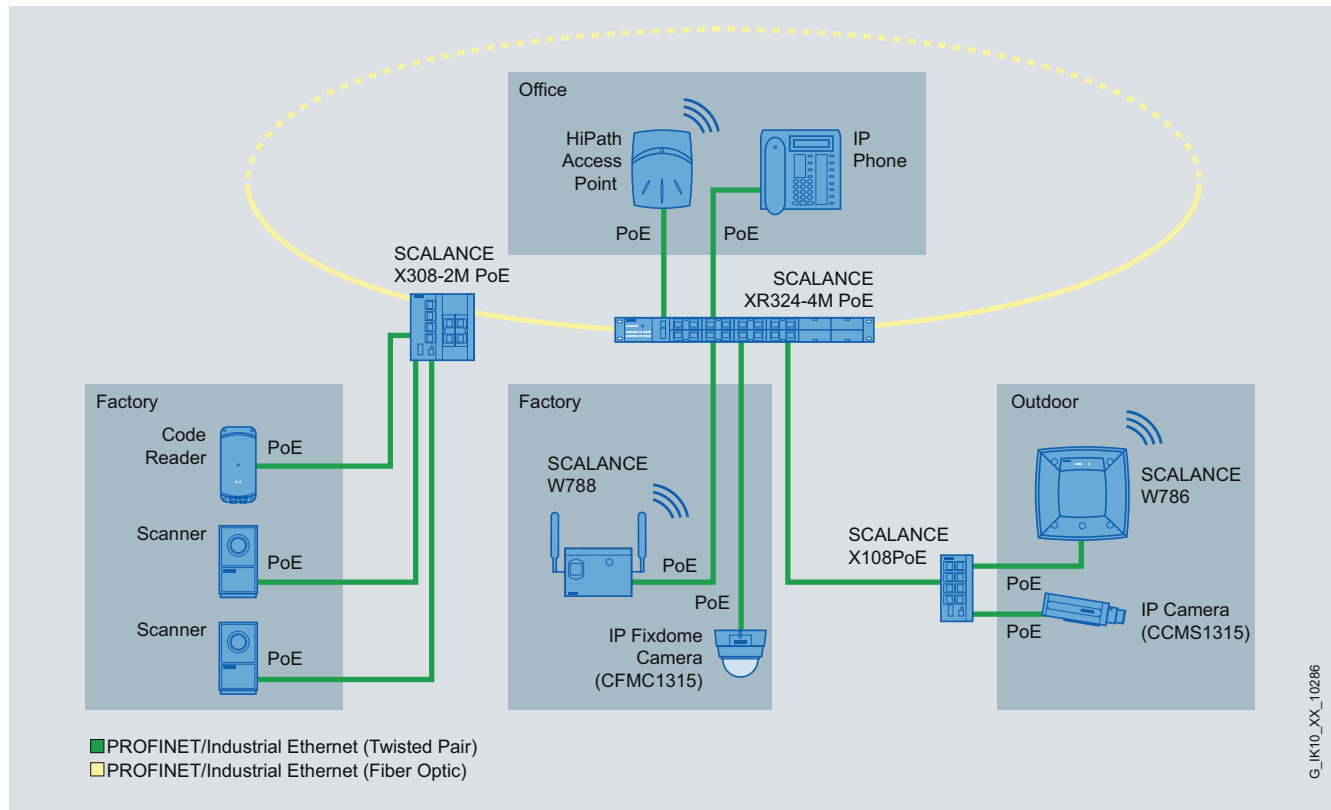 Office
HiPath
Access
Point
IP
Phone
PoE
PoE
SCALANCE
X308-2M PoE
SCALANCE
XR324-4M PoE
Factory
Code
Reader
PoE
Scanner
PoE
Scanner
PoE
Factory
SCALANCE
W788
PoE
PoE
IP Fixdome
Camera
(CFMC1315)
Outdoor
SCALANCE
W786
SCALANCE
X108PoE
PoE
PoE
IP Camera
(CCMS1315)
PROFINET/Industrial Ethernet (Twisted Pair)
PROFINET/Industrial Ethernet (Fiber Optic)
G_IK10_XX_10286